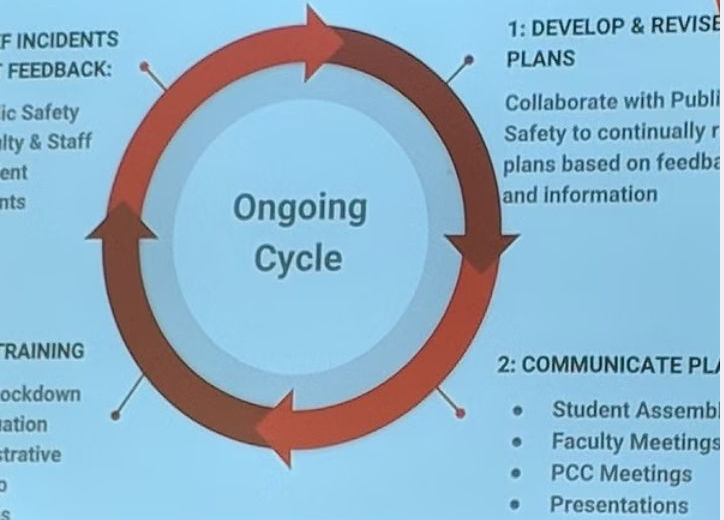 F INCIDENTS
FEEDBACK:
ic Safety
lty & Staff
ent
nts
Ongoing
Cycle
1: DEVELOP & REVISE
PLANS
Collaborate with Publi
Safety to continually r
plans based on feedba
and information
TRAINING
ockdown
ation
strative
s
2: COMMUNICATE PLA
Student Assembl
Faculty Meetings
PCC Meetings
Presentations